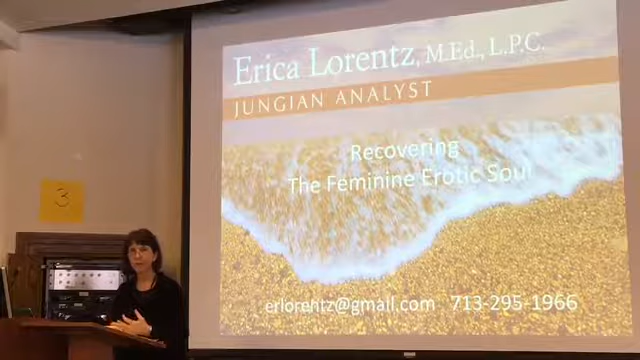 Erica Lorentz, M.Ed., L.P.C.
JUNGIAN ANALYST
Recovering
The Feminine Erotic Soul
erlorentz@gmail.com 713-295-1966
3